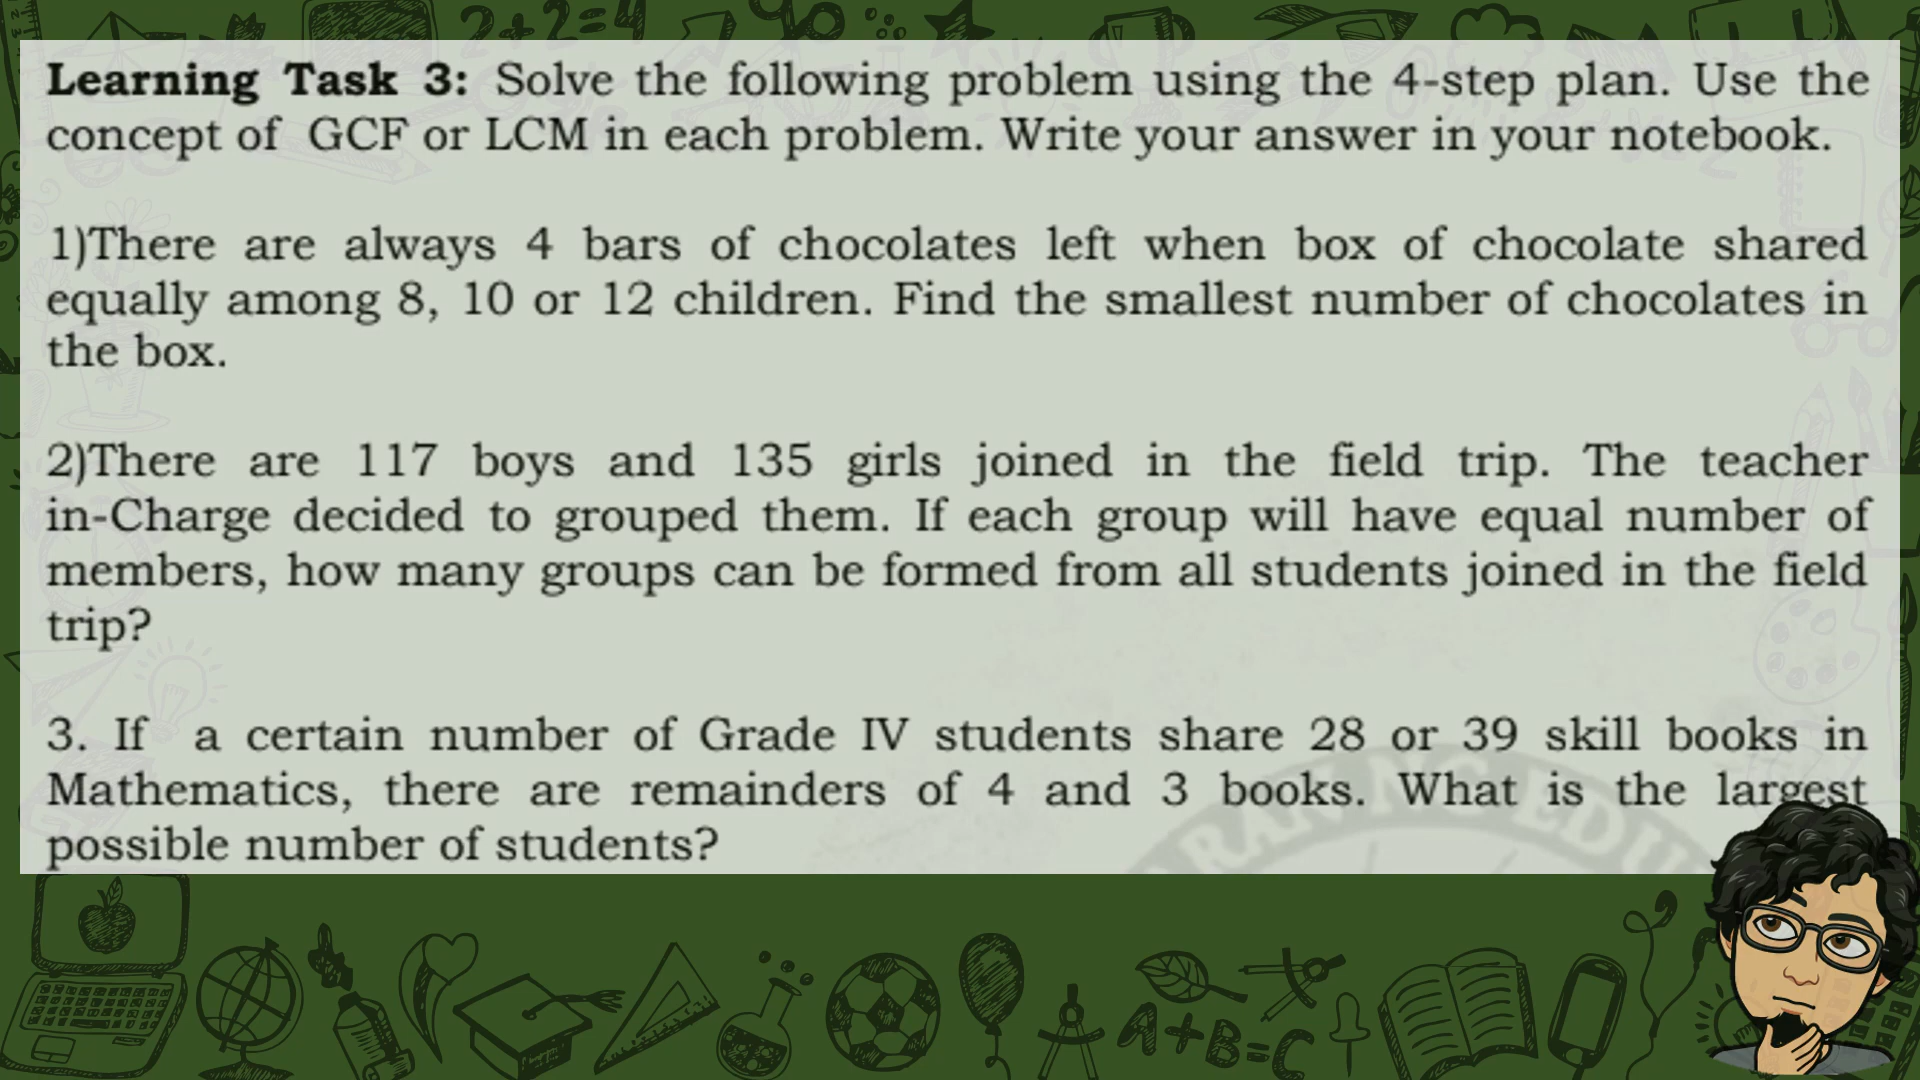 2+2=4
Learning Task 3: Solve the following problem using the 4-step plan. Use the
concept of GCF or LCM in each problem. Write your answer in your notebook.
1)There are always 4 bars of chocolates left when box of chocolate shared
equally among 8, 10 or 12 children. Find the smallest number of chocolates in
the box.
2)There are 117 boys and 135 girls joined in the field trip. The teacher
in-Charge decided to grouped them. If each group will have equal number of
members, how many groups can be formed from all students joined in the field
trip?
3. If a certain number of Grade IV students share 28 or 39 skill books in
Mathematics, there are remainders of 4 and 3 books. What is the largest
possible number of students?
A+B=C